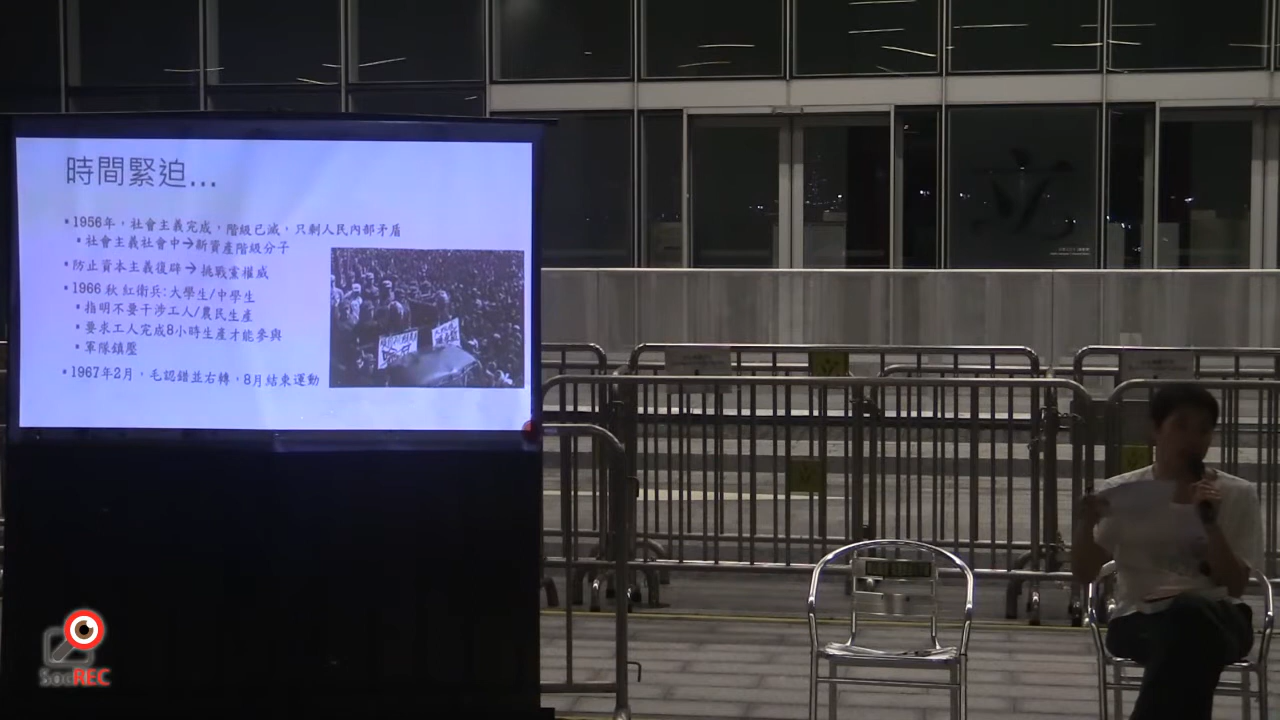 時間緊迫...
▪1956年，社會主義完成，階級已滅，只剩人民內部矛盾
▪社會主義社會中→新資產階級分子
▪防止資本主義復辟→挑戰黨權威
▪1966 秋 紅衛兵:大學生/中學生
▪指明不要干涉工人/農民生產
▪要求工人完成8小時生產才能參與
▪軍隊鎮壓
▪1967年2月，毛認錯並右轉，8月結束運動
立
SocREC